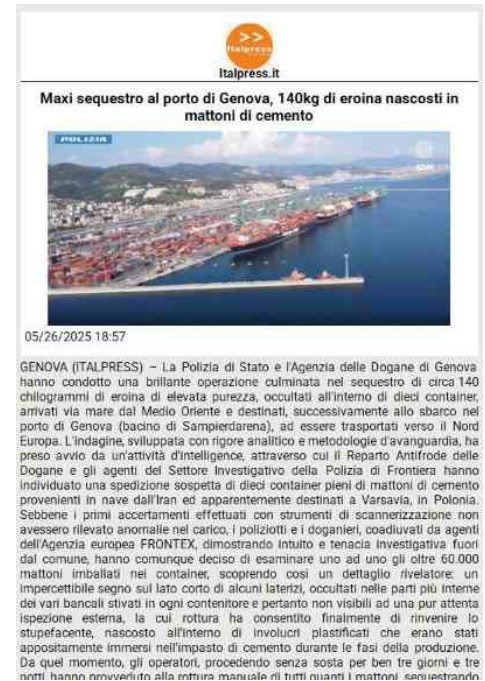 >>
Italpress
Italpress.it
Maxi sequestro al porto di Genova, 140kg di eroina nascosti in
mattoni di cemento
POLIZIA
05/26/2025 18:57
GENOVA (ITALPRESS) – La Polizia di Stato e l'Agenzia delle Dogane di Genova
hanno condotto una brillante operazione culminata nel sequestro di circa 140
chilogrammi di eroina di elevata purezza, occultati all'interno di dieci container,
arrivati via mare dal Medio Oriente e destinati, successivamente allo sbarco nel
porto di Genova (bacino di Sampierdarena), ad essere trasportati verso il Nord
Europa. L'indagine, sviluppata con rigore analitico e metodologie d'avanguardia, ha
preso avvio da un'attività d'intelligence, attraverso cui il Reparto Antifrode delle
Dogane e gli agenti del Settore Investigativo della Polizia di Frontiera hanno
individuato una spedizione sospetta di dieci container pieni di mattoni di cemento
provenienti in nave dall'Iran ed apparentemente destinati a Varsavia, in Polonia.
Sebbene i primi accertamenti effettuati con strumenti di scannerizzazione non
avessero rilevato anomalie nel carico, i poliziotti e i doganieri, coadiuvati da agenti
dell'Agenzia europea FRONTEX, dimostrando intuito e tenacia investigativa fuori
dal comune, hanno comunque deciso di esaminare uno ad uno gli oltre 60.000
mattoni imballati nei container, scoprendo così un dettaglio rivelatore: un
impercettibile segno sul lato corto di alcuni laterizi, occultati nelle parti più interne
dei vari bancali stivati in ogni contenitore e pertanto non visibili ad una pur attenta
ispezione esterna, la cui rottura ha consentito finalmente di rinvenire lo
stupefacente, nascosto all'interno di involucri plastificati che erano stati
appositamente immersi nell'impasto di cemento durante le fasi della produzione.
Da quel momento, gli operatori, procedendo senza sosta per ben tre giorni e tre
notti, hanno provveduto alla rottura manuale di tutti quanti i mattoni, sequestrando